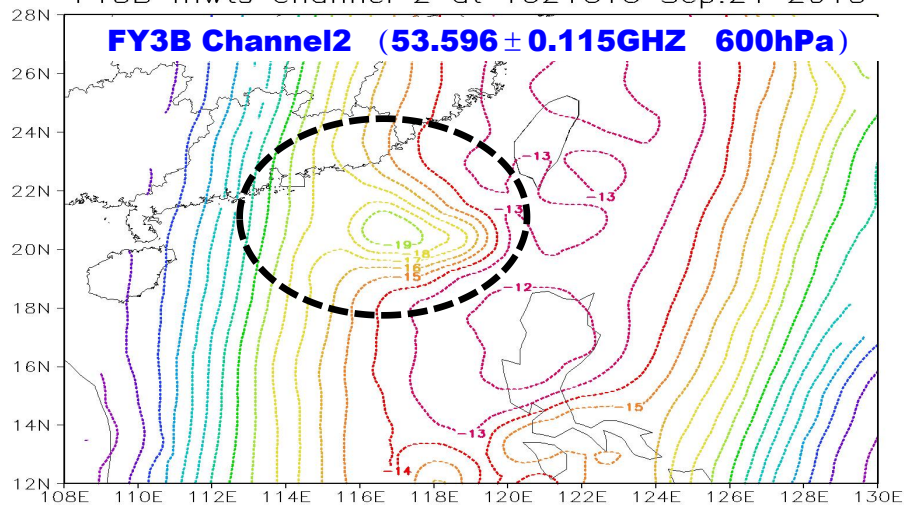 FY3B Channel2 (53.596±0.115GHZ 600hPa)
28N
26N
24N
22N
20N
18N
16N
14N
12N
108E 110E 112E 114E 116E 118E 120E 122E 124E 126E 128E 130E
-13
-13
-13
-13
-19
-18
-16
-15
-12
-15
-13
-14